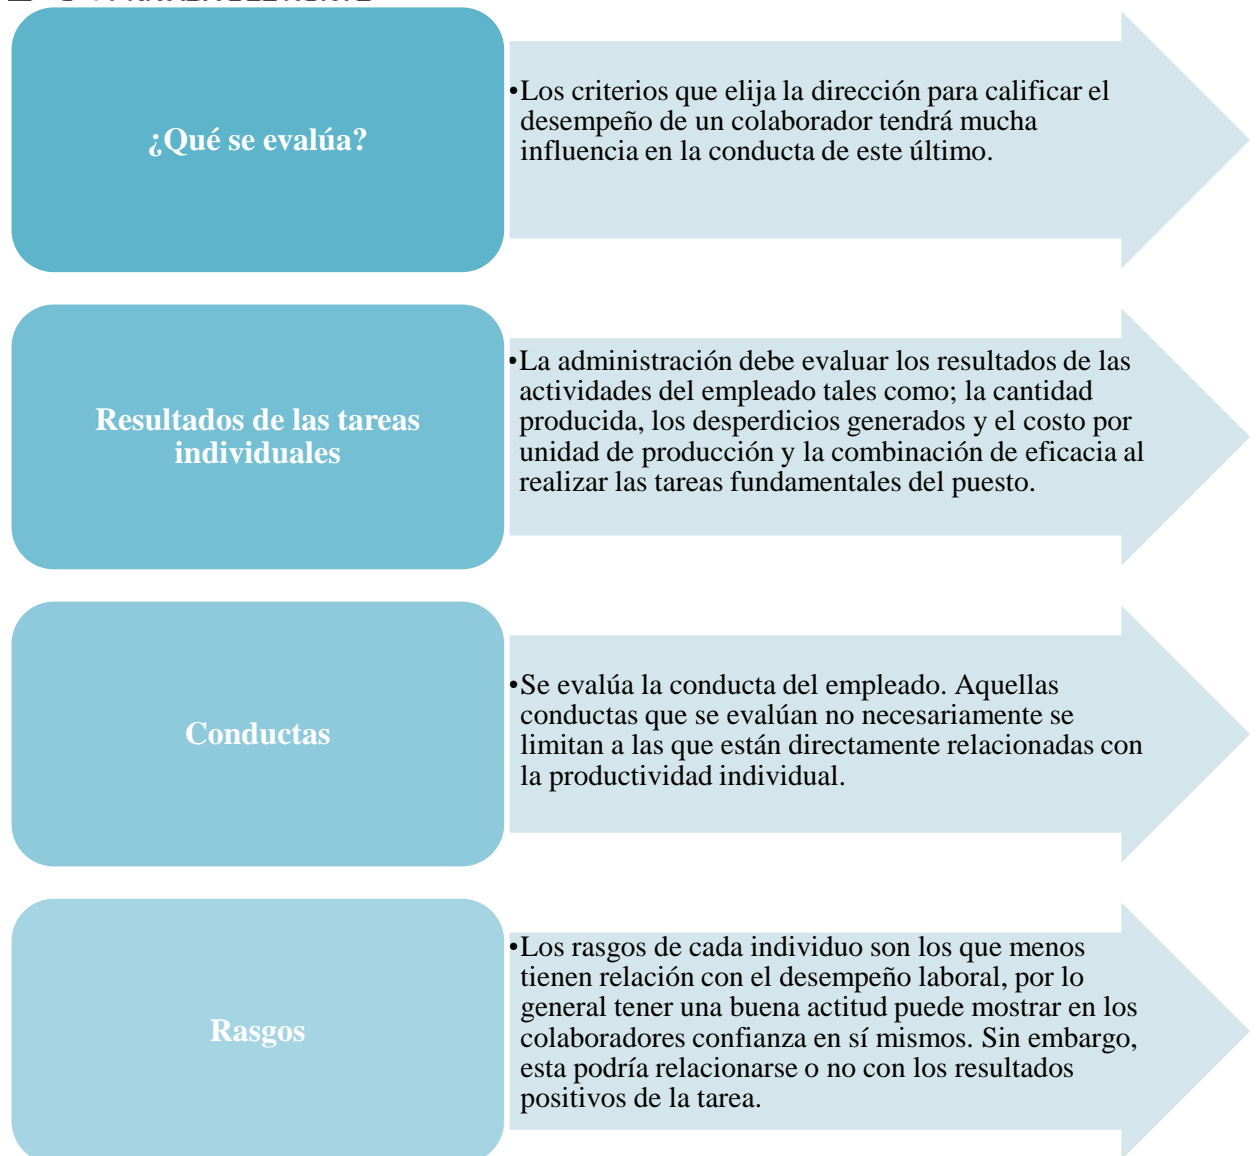 ¿Qué se evalúa?
•Los criterios que elija la dirección para calificar el
desempeño de un colaborador tendrá mucha
influencia en la conducta de este último.
Resultados de las tareas
individuales
•La administración debe evaluar los resultados de las
actividades del empleado tales como; la cantidad
producida, los desperdicios generados y el costo por
unidad de producción y la combinación de eficacia al
realizar las tareas fundamentales del puesto.
Conductas
•Se evalúa la conducta del empleado. Aquellas
conductas que se evalúan no necesariamente se
limitan a las que están directamente relacionadas con
la productividad individual.
Rasgos
•Los rasgos de cada individuo son los que menos
tienen relación con el desempeño laboral, por lo
general tener una buena actitud puede mostrar en los
colaboradores confianza en sí mismos. Sin embargo,
esta podría relacionarse o no con los resultados
positivos de la tarea.